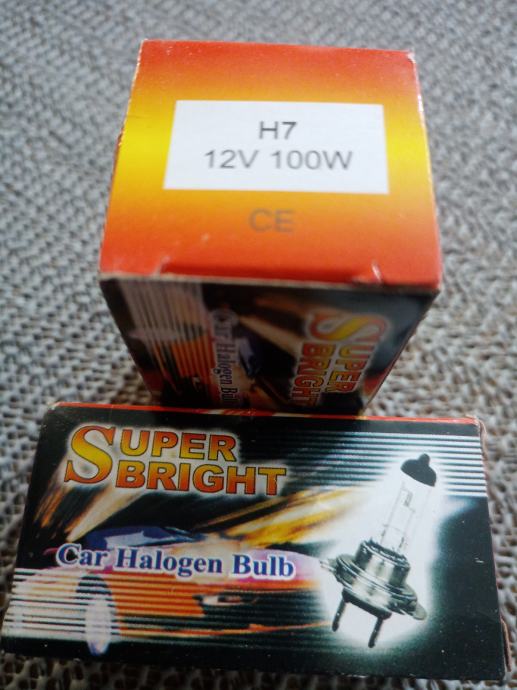 H7
12V 100W
CE
SUPER
BRIGHT
Car Halogen Bulb
SUPER
BRIGHT
Car Halogen Bulb